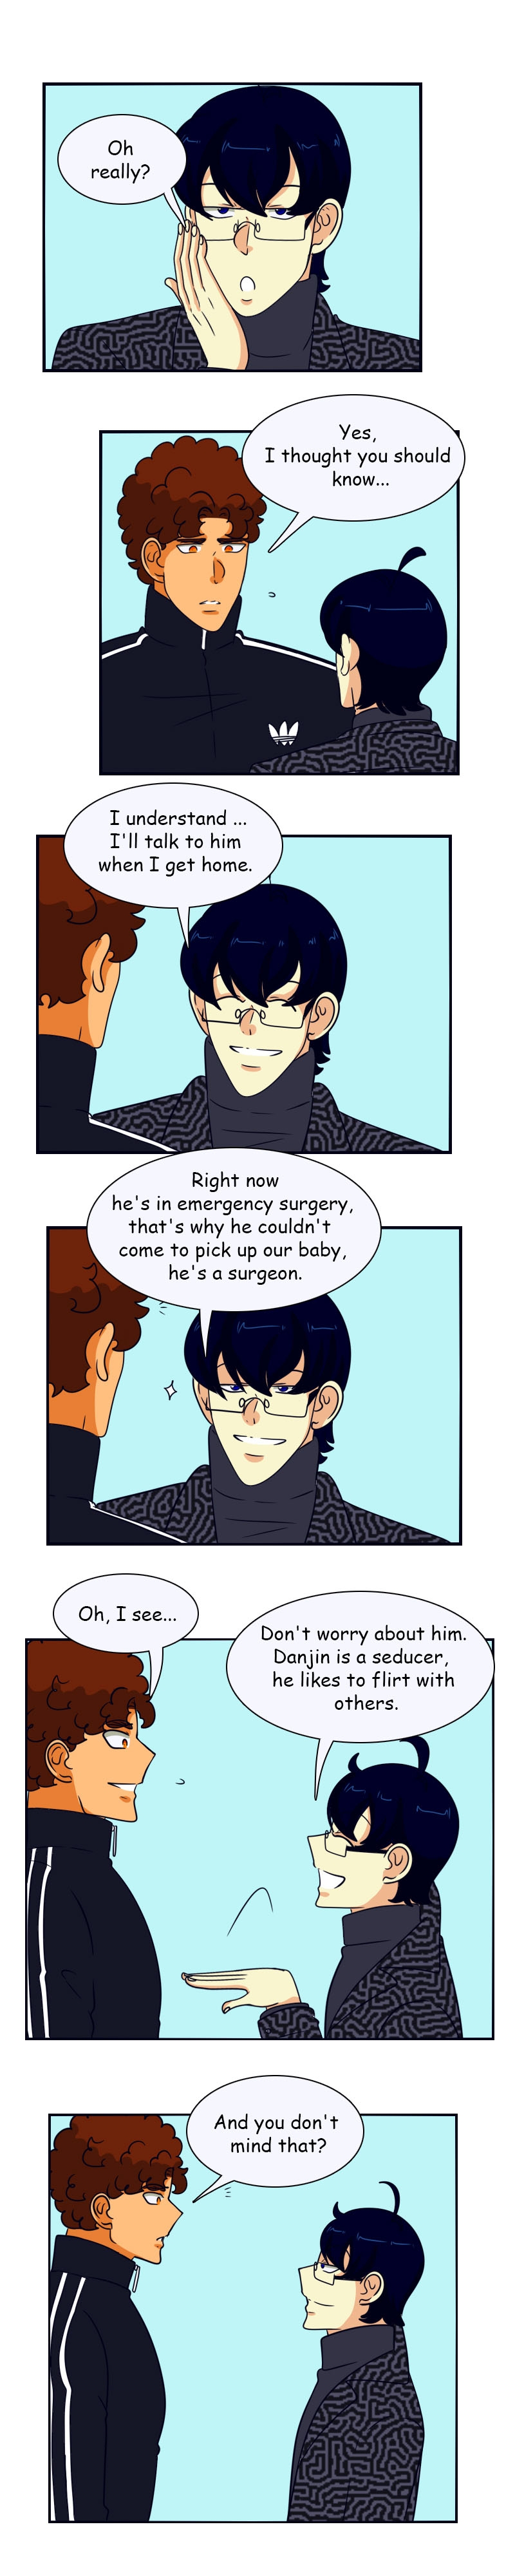 Oh
really?
Yes,
I thought you should
know...
I understand ...
I'll talk to him
when I get home.
Right now
he's in emergency surgery,
that's why he couldn't
come to pick up our baby,
he's a surgeon.
Oh, I see...
Don't worry about him.
Danjin is a seducer,
he likes to flirt with
others.
And you don't
mind that?